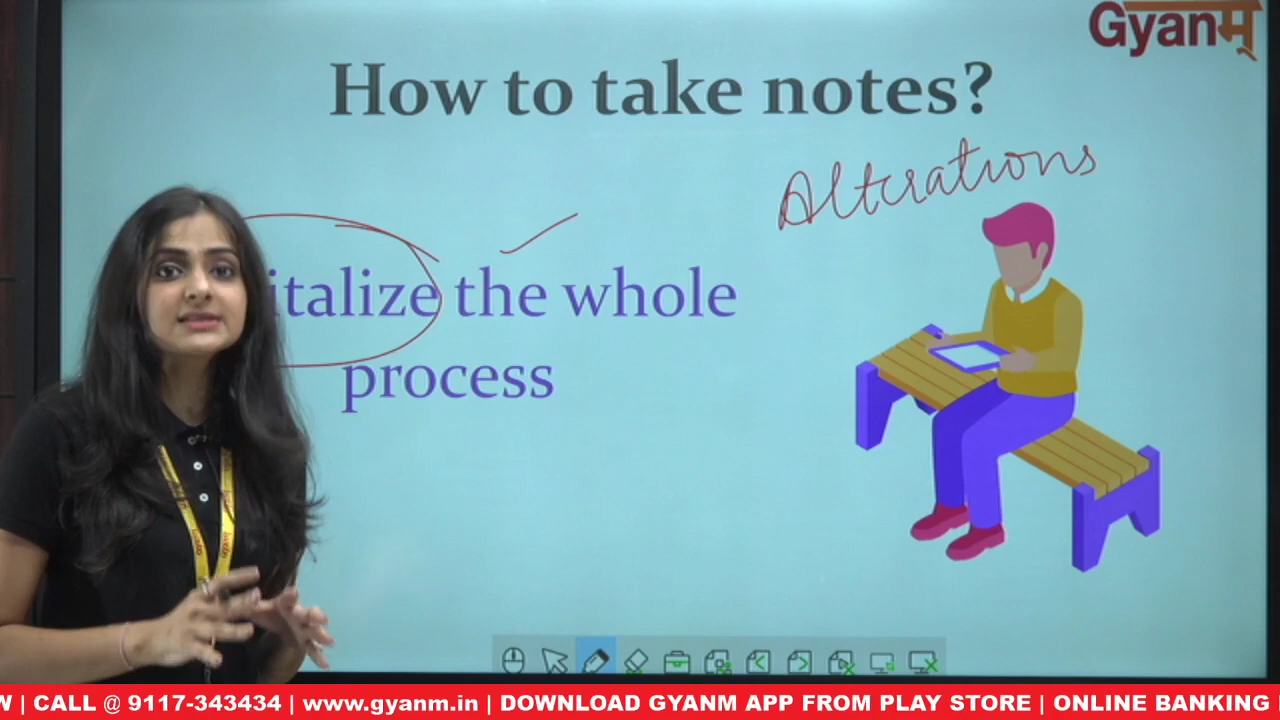 Gyanम्
How to take notes?
Alterations
italize the whole
process
W | CALL @ 9117-343434 | www.gyanm.in | DOWNLOAD GYANM APP FROM PLAY STORE | ONLINE BANKING